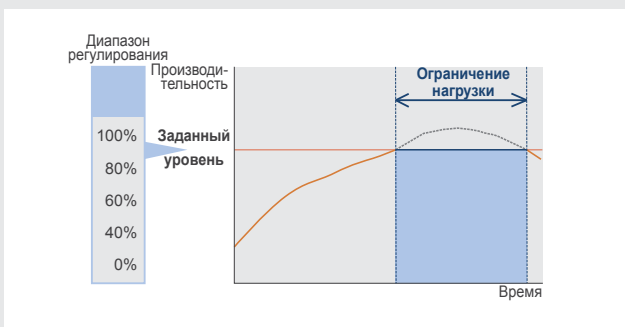 Диапазон
регулирования
Производи-
тельность
Ограничение
нагрузки
100%
Заданный
уровень
80%
60%
40%
0%
Время